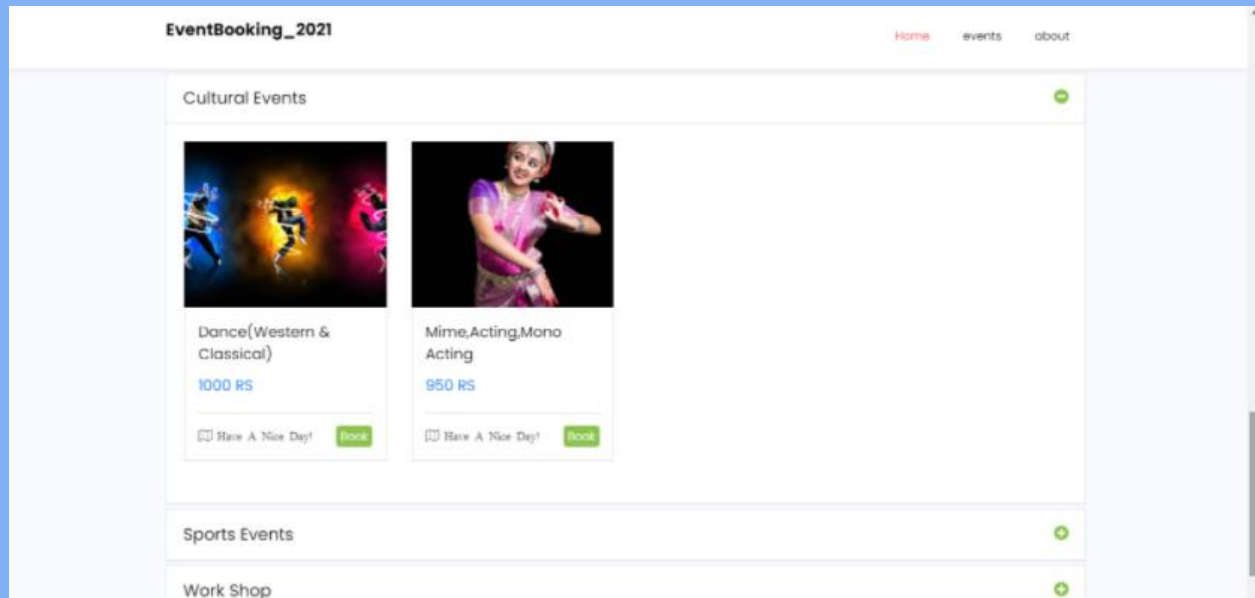 EventBooking_2021
Home events about
Cultural Events
Dance(Western &
Classical)
1000 RS
Have A Nice Day!
Book
Mime,Acting,Mono
Acting
950 RS
Have A Nice Day!
Book
Sports Events
Work Shop